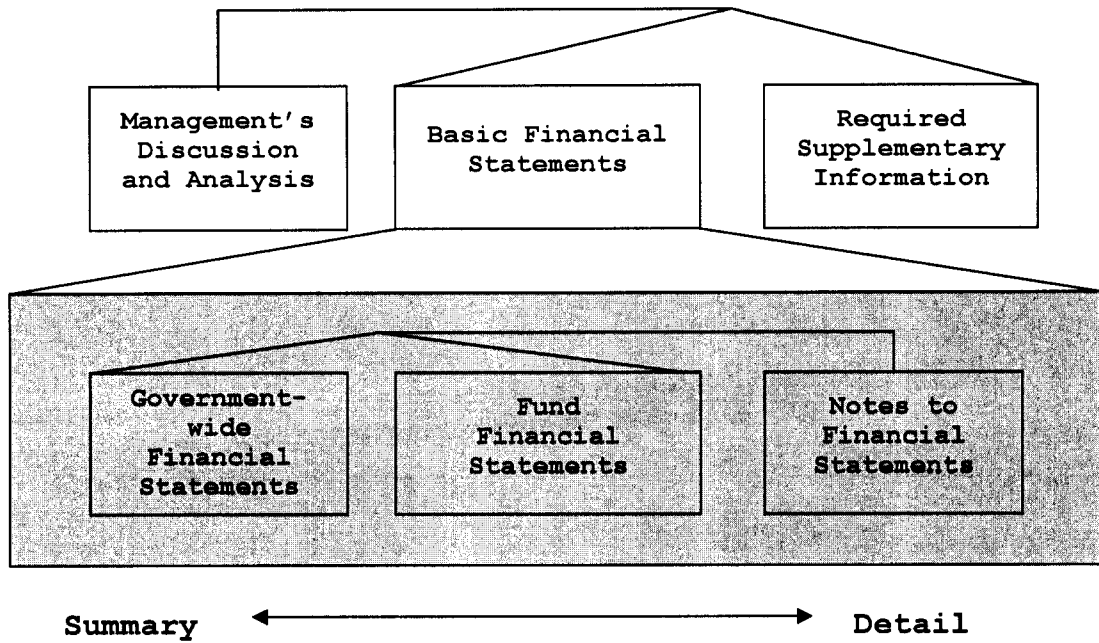 Management's
Discussion
and Analysis
Basic Financial
Statements
Required
Supplementary
Information
Government-
wide
Financial
Statements
Fund
Financial
Statements
Notes to
Financial
Statements
Summary
Detail